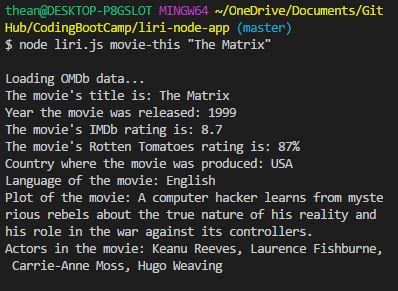 thean@DESKTOP-P8GSLOT MINGW64 ~/OneDrive/Documents/Git
Hub/CodingBootCamp/liri-node-app (master)
$ node liri.js movie-this "The Matrix"
Loading OMDb data...
The movie's title is: The Matrix
Year the movie was released: 1999
The movie's IMDb rating is: 8.7
The movie's Rotten Tomatoes rating is: 87%
Country where the movie was produced: USA
Language of the movie: English
Plot of the movie: A computer hacker learns from myste
rious rebels about the true nature of his reality and
his role in the war against its controllers.
Actors in the movie: Keanu Reeves, Laurence Fishburne,
 Carrie-Anne Moss, Hugo Weaving